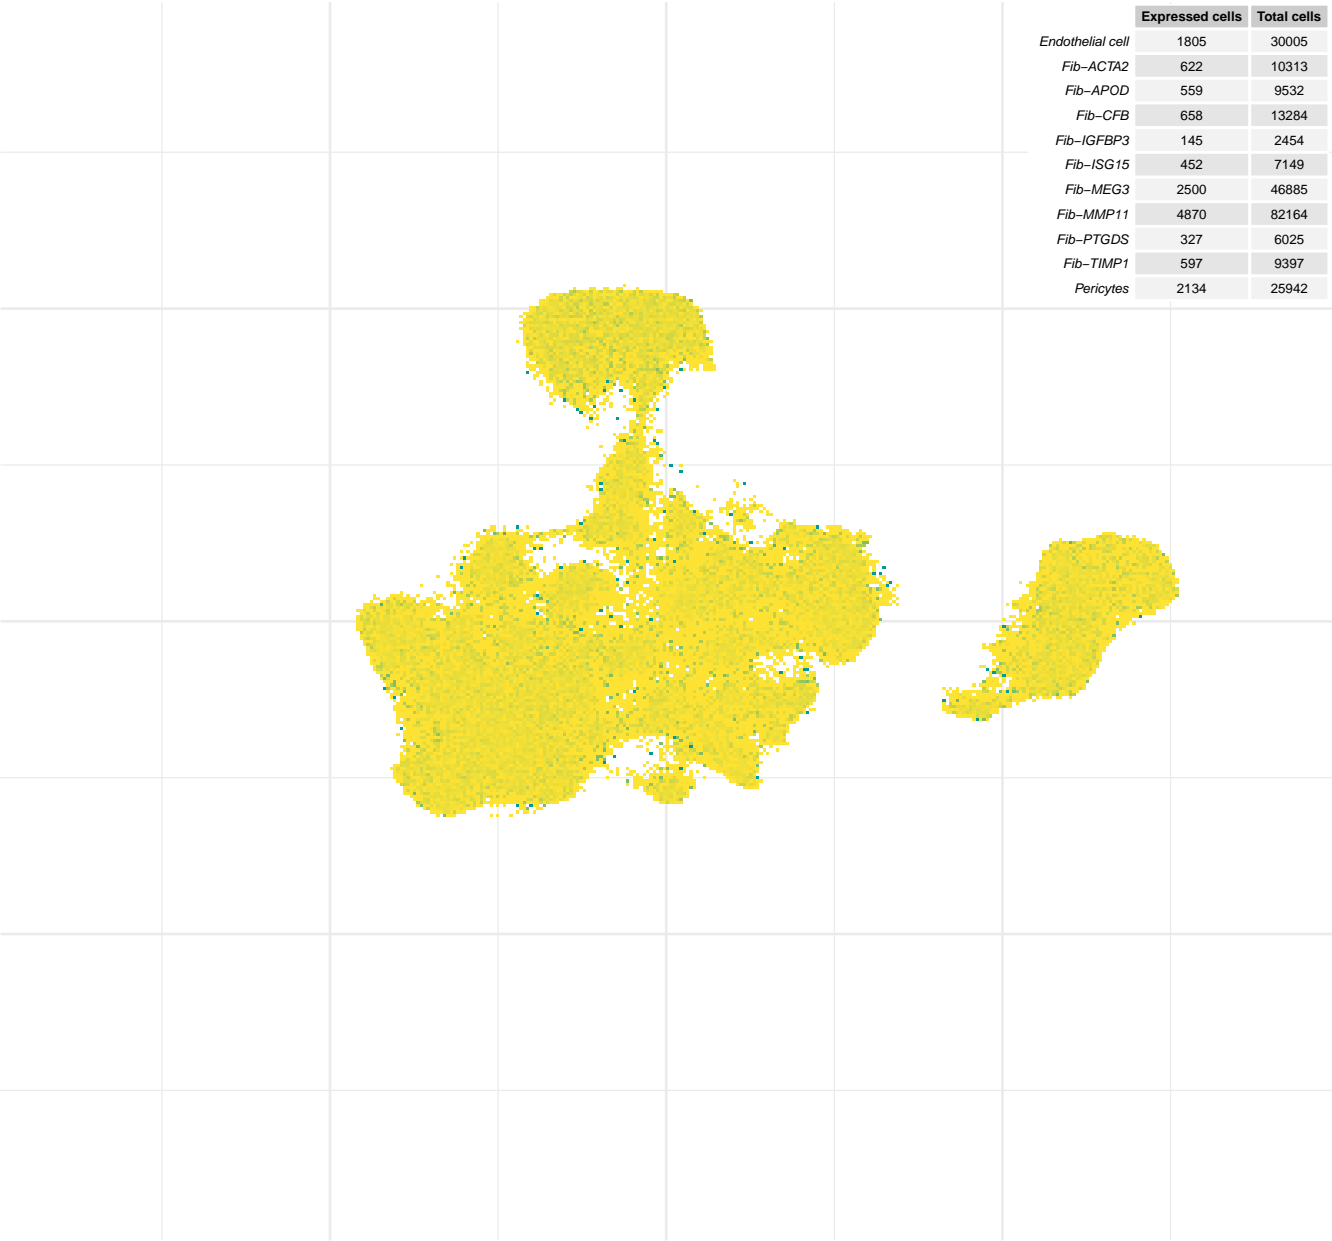 Expressed cells Total cells
Endothelial cell 1805 30005
Fib−ACTA2 622 10313
Fib−APOD 559 9532
Fib−CFB 658 13284
Fib−IGFBP3 145 2454
Fib−ISG15 452 7149
Fib−MEG3 2500 46885
Fib−MMP11 4870 82164
Fib−PTGDS 327 6025
Fib−TIMP1 597 9397
Pericytes 2134 25942